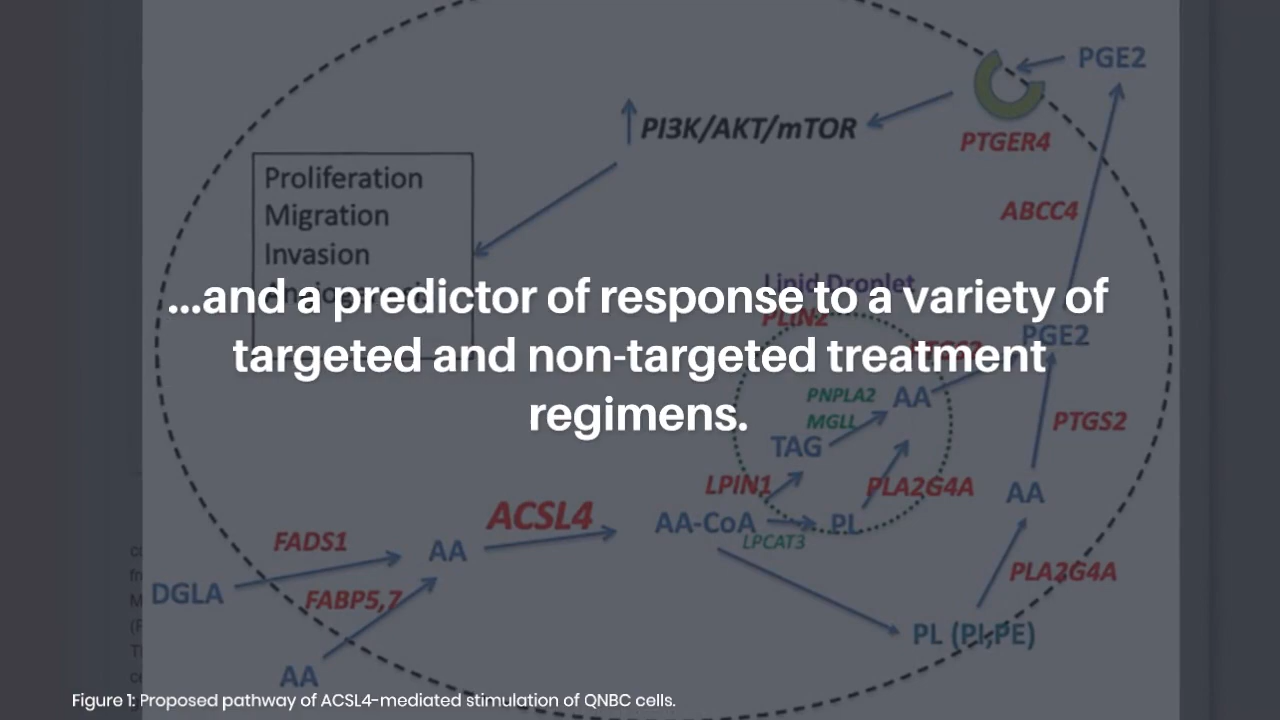 PGE2
PI3K/AKT/mTOR
PTGER4
Proliferation
Migration
Invasion
ABCC4
Lipid Droplet
PLIN2
...and a predictor of response to a variety of
targeted and non-targeted treatment
regimens.
PGE2
PNPLA2
AA
MGLL
PTGS2
TAG
LPIN1
PLA2G4A
AA
ACSL4
AA-CoA
PL
LPCAT3
FADS1
AA
DGLA
FABP5,7
PLA2G4A
PL (PI,PE)
AA
Figure 1: Proposed pathway of ACSL4-mediated stimulation of QNBC cells.